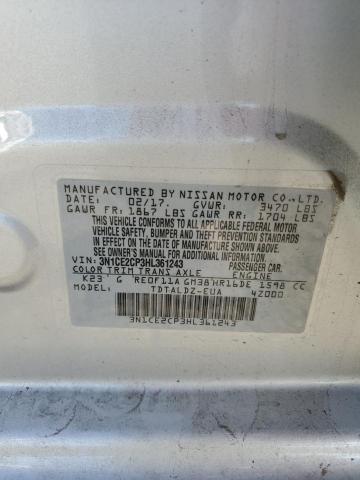 MANUFACTURED BY NISSAN MOTOR CO.,LTD.
DATE: 02/17. GVWR: 3470 LBS
GAWR FR: 1867 LBS GAWR RR: 1704 LBS
THIS VEHICLE CONFORMS TO ALL APPLICABLE
FEDERAL MOTOR VEHICLE
SAFETY, BUMPER AND THEFT PREVENTION STANDARDS
IN EFFECT ON THE DATE OF MANUFACTURE SHOWN ABOVE.
SEE OWNER'S MANUAL FOR ADDITIONAL INFORMATION
VIN: 3N1CE2CP3HL361243 PASSENGER CAR.
COLOR TRIM TRANS AXLE ENGINE
K23 G RE0F11A GM38 HR16DE 1598 CC
MODEL: TDTALDZ-EUA 42000
3N1CE2CP3HL361243